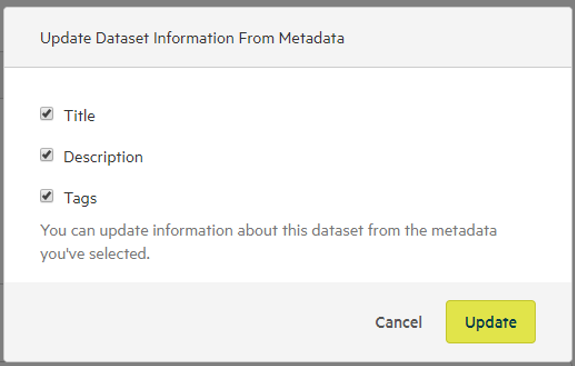 Update Dataset Information From Metadata
Title
Description
Tags
You can update information about this dataset from the metadata
you've selected.
Cancel
Update